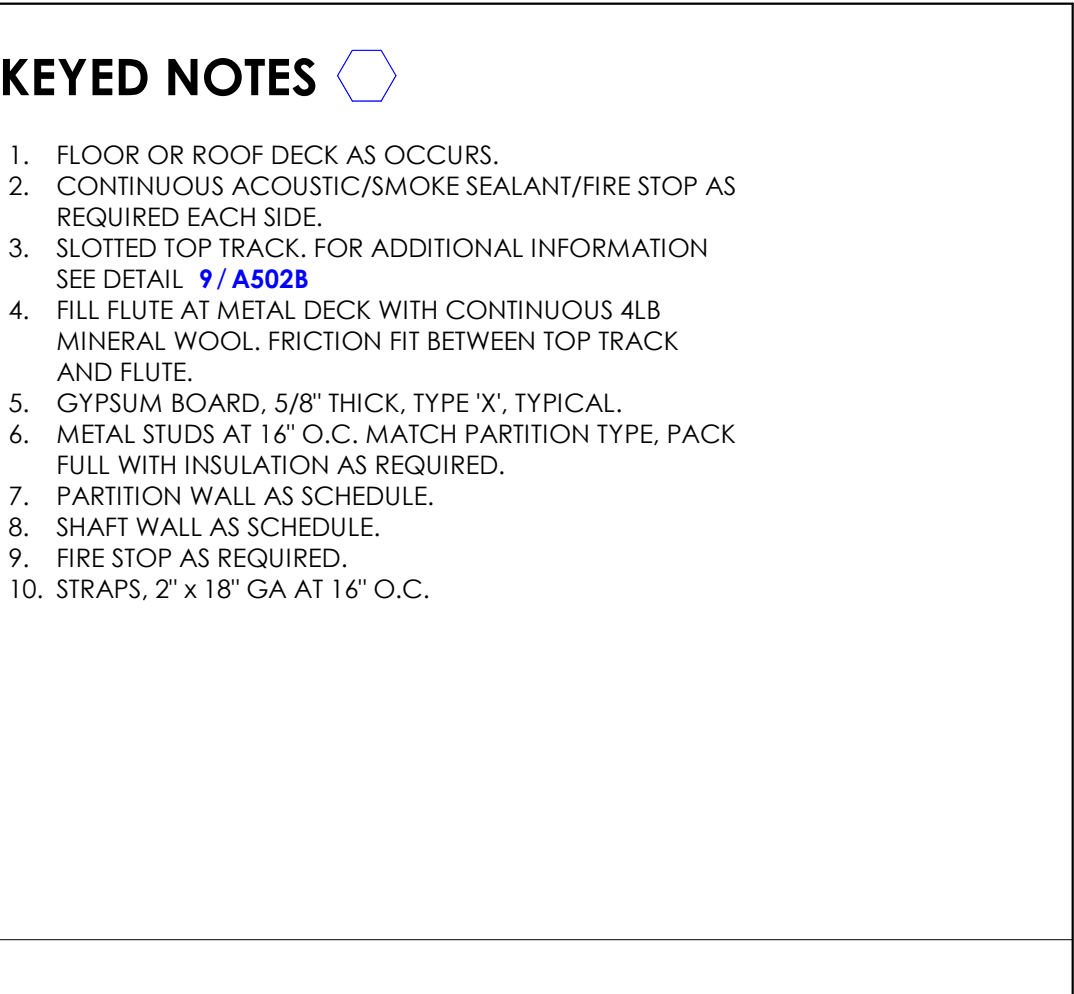 KEYED NOTES
1. FLOOR OR ROOF DECK AS OCCURS.
2. CONTINUOUS ACOUSTIC/SMOKE SEALANT/FIRE STOP AS
REQUIRED EACH SIDE.
3. SLOTTED TOP TRACK. FOR ADDITIONAL INFORMATION
SEE DETAIL 9/A502B
4. FILL FLUTE AT METAL DECK WITH CONTINUOUS 4LB
MINERAL WOOL. FRICTION FIT BETWEEN TOP TRACK
AND FLUTE.
5. GYPSUM BOARD, 5/8" THICK, TYPE 'X', TYPICAL.
6. METAL STUDS AT 16" O.C. MATCH PARTITION TYPE, PACK
FULL WITH INSULATION AS REQUIRED.
7. PARTITION WALL AS SCHEDULE.
8. SHAFT WALL AS SCHEDULE.
9. FIRE STOP AS REQUIRED.
10. STRAPS, 2" x 18" GA AT 16" O.C.